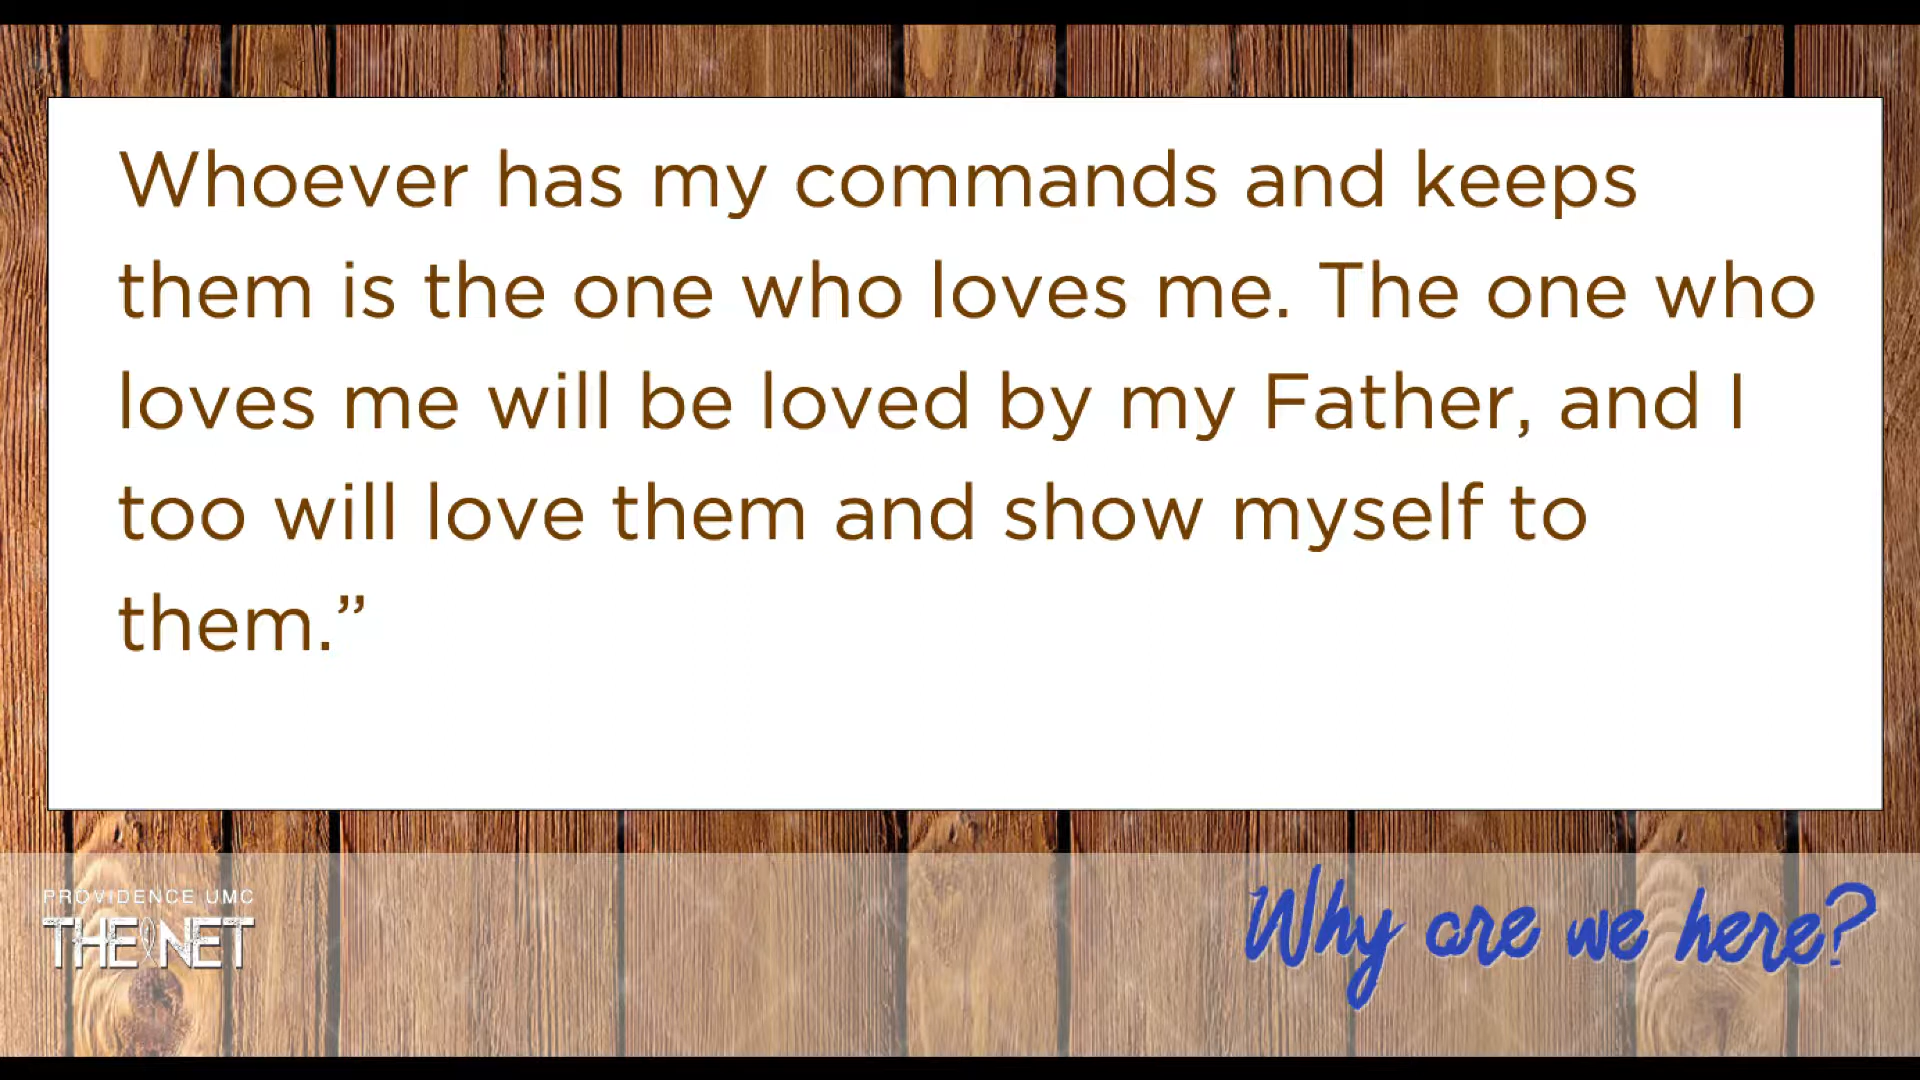 Whoever has my commands and keeps
them is the one who loves me. The one who
loves me will be loved by my Father, and I
too will love them and show myself to
them.”
PROVIDENCE UMC
THE NET
Why are we here?